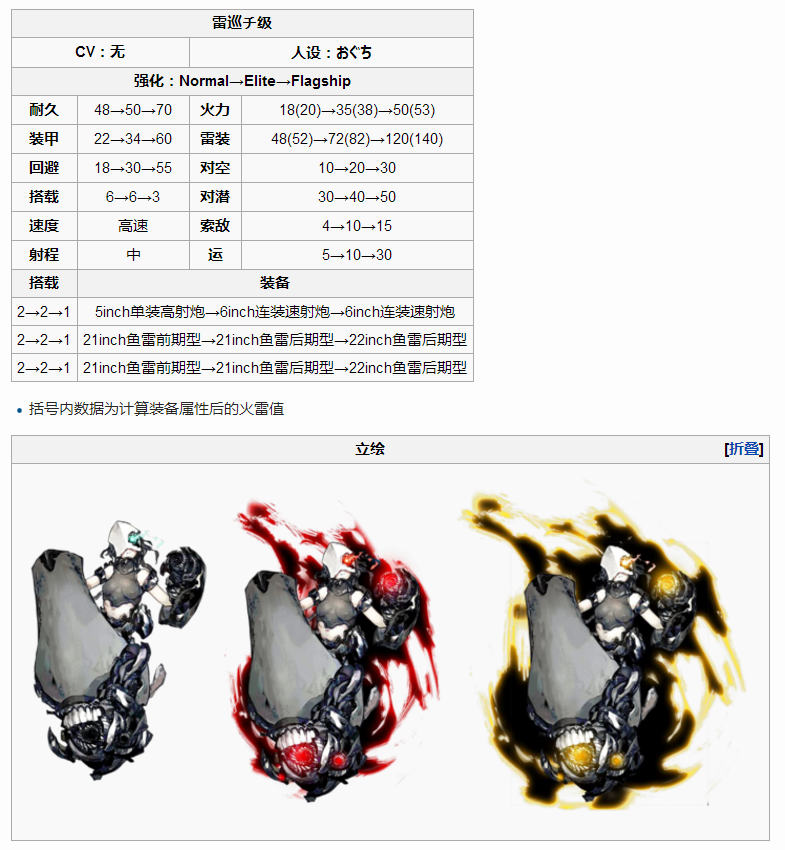 雷巡チ级
CV：无 人设：おぐち
强化：Normal→Elite→Flagship
耐久 48→50→70 火力 18(20)→35(38)→50(53)
装甲 22→34→60 雷装 48(52)→72(82)→120(140)
回避 18→30→55 对空 10→20→30
搭载 6→6→3 对潜 30→40→50
速度 高速 索敌 4→10→15
射程 中 运 5→10→30
搭载 装备
2→2→1 5inch单装高射炮→6inch连装速射炮→6inch连装速射炮
2→2→1 21inch鱼雷前期型→21inch鱼雷后期型→22inch鱼雷后期型
2→2→1 21inch鱼雷前期型→21inch鱼雷后期型→22inch鱼雷后期型
• 括号内数据为计算装备属性后的火雷值
立绘 [折叠]